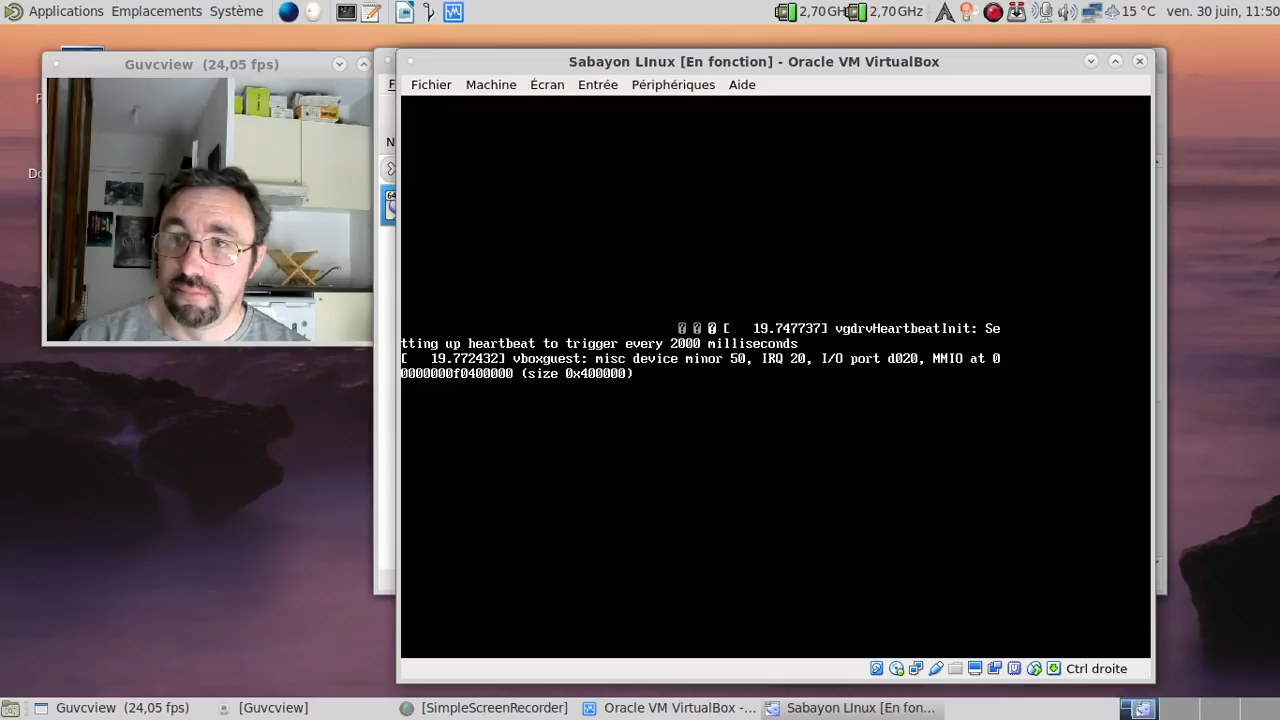 Applications Emplacements Système
2,70 GH 2,70 GHz
15 °C ven. 30 juin, 11:50
Guvcview (24,05 fps)
Sabayon LInux [En fonction] - Oracle VM VirtualBox
Fichier Machine Écran Entrée Périphériques Aide
[ 19.747737] vgdrvHeartbeatInit: Se
tting up heartbeat to trigger every 2000 milliseconds
[ 19.772432] vboxguest: misc device minor 50, IRQ 20, I/O port d020, MMIO at 0
0000000f0400000 (size 0x400000)
Ctrl droite
Guvcview (24,05 fps) [Guvcview] [SimpleScreenRecorder] Oracle VM VirtualBox -... Sabayon LInux [En fon...